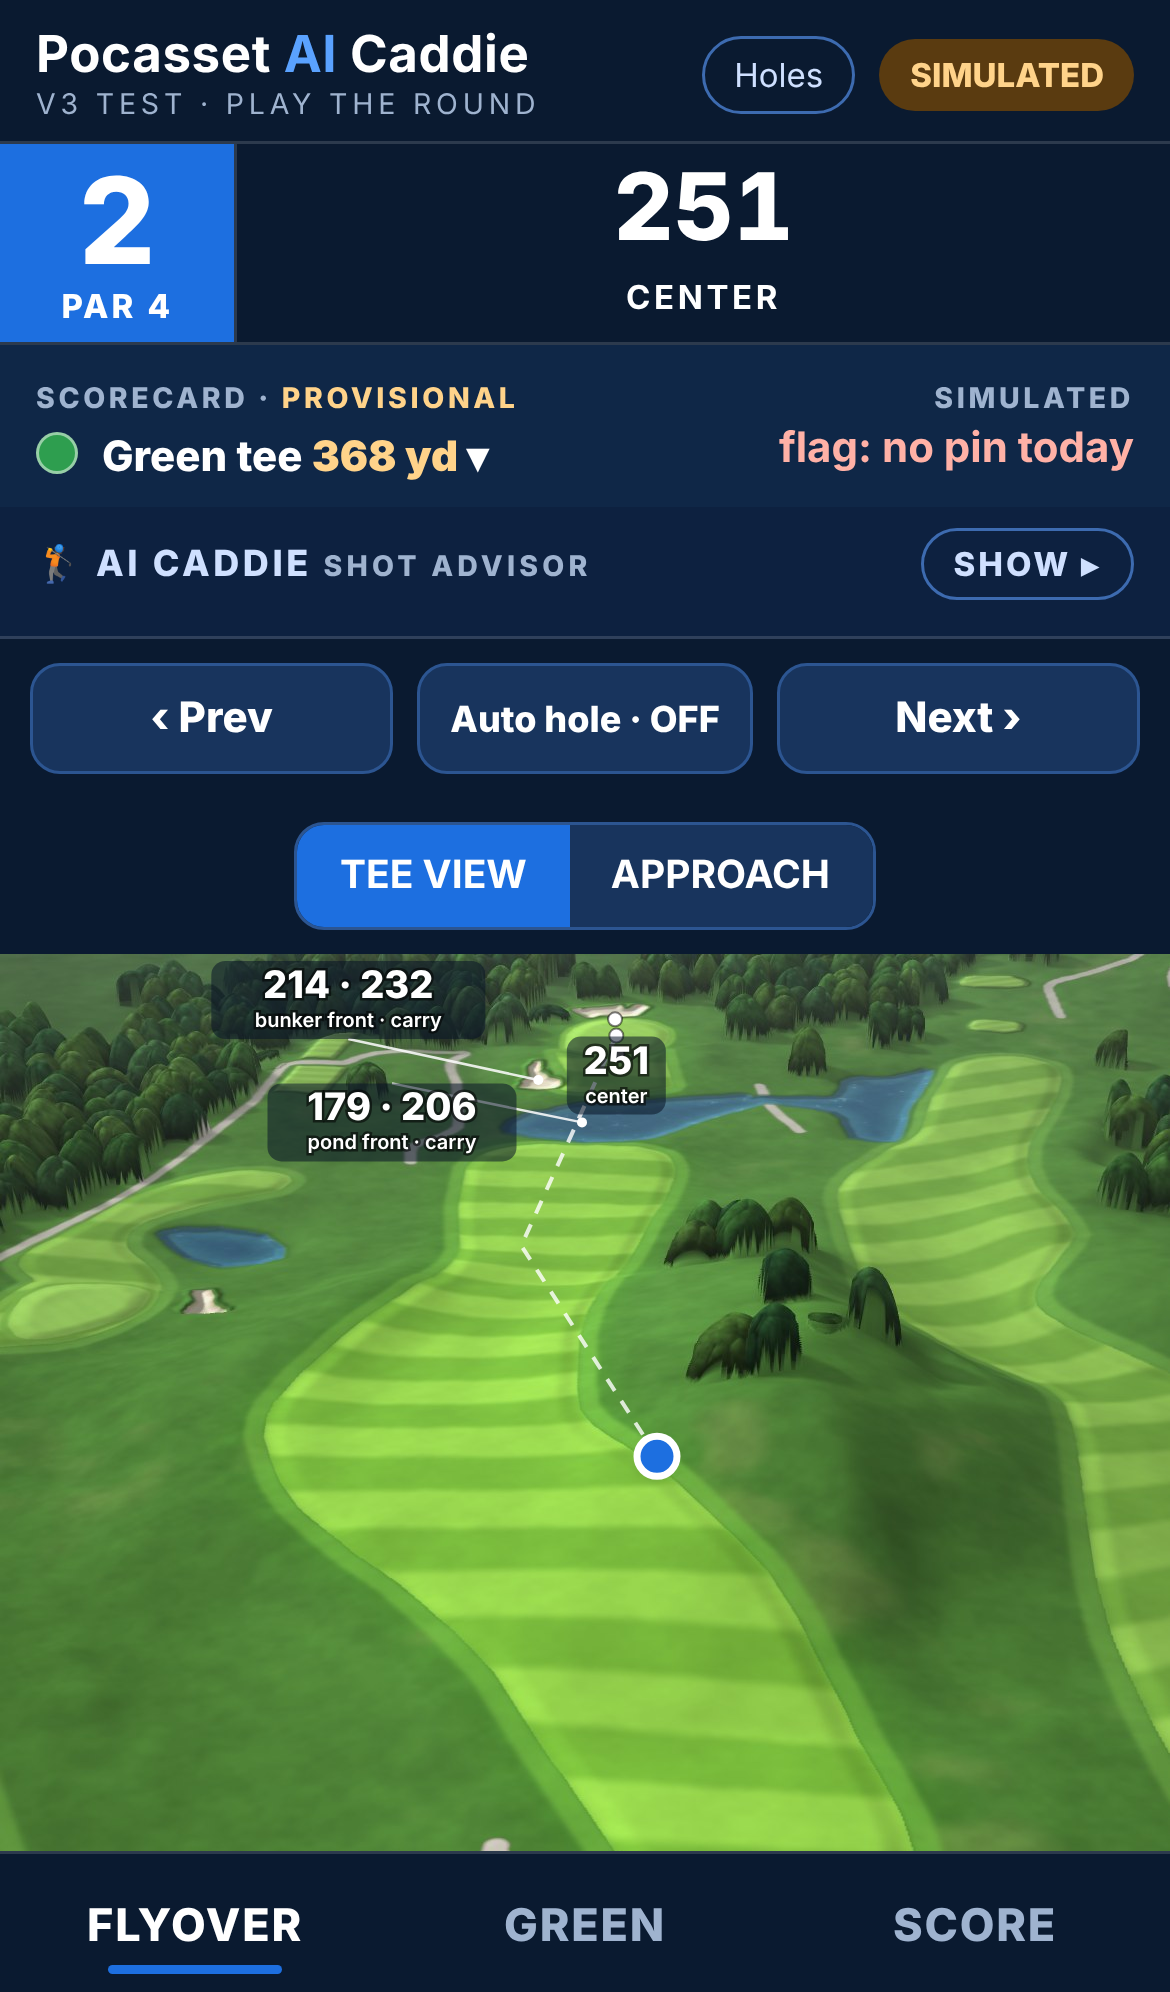 Pocasset AI Caddie
V3 TEST · PLAY THE ROUND
Holes
SIMULATED
2
PAR 4
251
CENTER
SCORECARD · PROVISIONAL
Green tee 368 yd ▼
SIMULATED
flag: no pin today
AI CADDIE SHOT ADVISOR
SHOW ▸
‹ Prev
Auto hole · OFF
Next ›
TEE VIEW
APPROACH
214 · 232
bunker front · carry
251
center
179 · 206
pond front · carry
FLYOVER
GREEN
SCORE